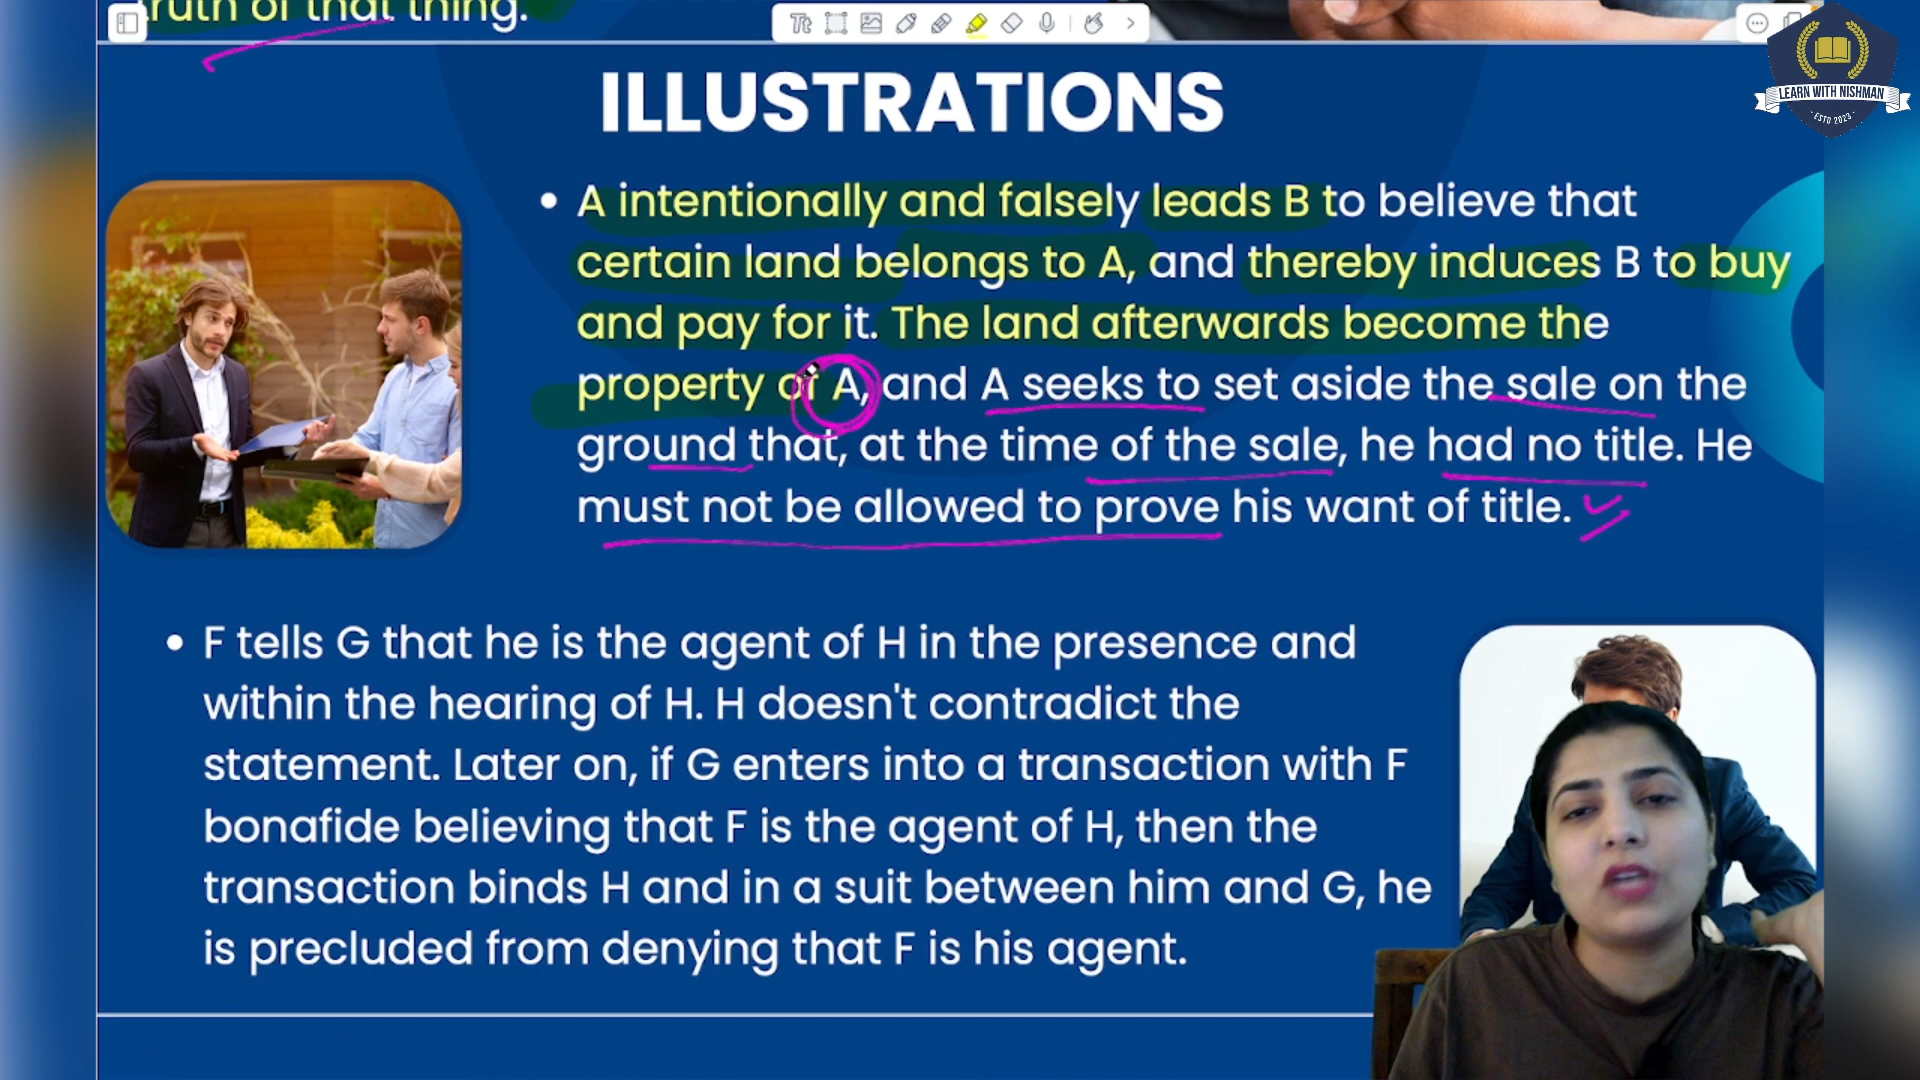 truth of that thing.
Tt
LEARN WITH NISHMAN
ESTD 2023
ILLUSTRATIONS
• A intentionally and falsely leads B to believe that
certain land belongs to A, and thereby induces B to buy
and pay for it. The land afterwards become the
property of A, and A seeks to set aside the sale on the
ground that, at the time of the sale, he had no title. He
must not be allowed to prove his want of title.
• F tells G that he is the agent of H in the presence and
within the hearing of H. H doesn't contradict the
statement. Later on, if G enters into a transaction with F
bonafide believing that F is the agent of H, then the
transaction binds H and in a suit between him and G, he
is precluded from denying that F is his agent.